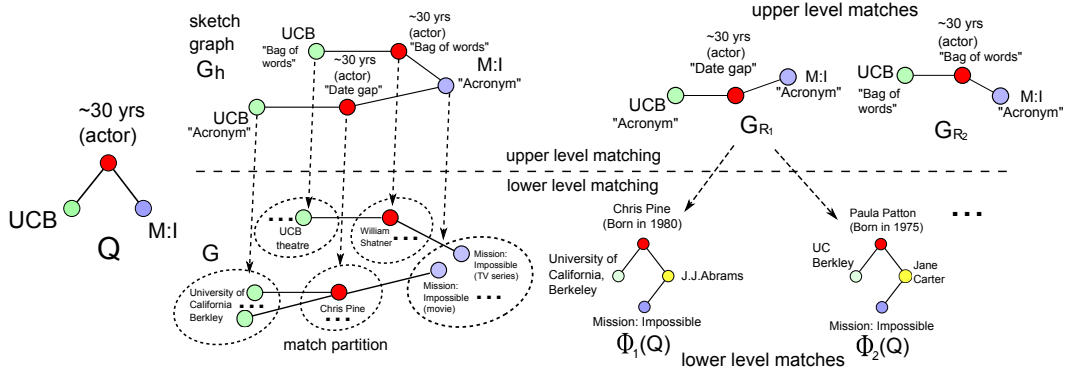 ~30 yrs
(actor)
UCB
M:I
Q
sketch
graph
Gh
UCB
"Bag of
words"
~30 yrs
(actor)
"Bag of words"
~30 yrs
(actor)
"Date gap"
M:I
"Acronym"
UCB
"Acronym"
upper level matches
~30 yrs
(actor)
"Date gap"
M:I
"Acronym"
UCB
"Acronym"
GR1
~30 yrs
(actor)
"Bag of words"
UCB
"Bag of
words"
M:I
"Acronym"
GR2
upper level matching
lower level matching
G
...
UCB
theatre
William
Shatner
...
Mission:
Impossible
(TV series)
Mission:
Impossible
(movie)
...
University of
California
Berkley
...
Chris Pine
...
match partition
Chris Pine
(Born in 1980)
University of
California,
Berkeley
J.J.Abrams
Mission: Impossible
Φ1(Q)
Paula Patton
(Born in 1975)
UC
Berkley
Jane
Carter
Mission: Impossible
Φ2(Q)
...
lower level matches